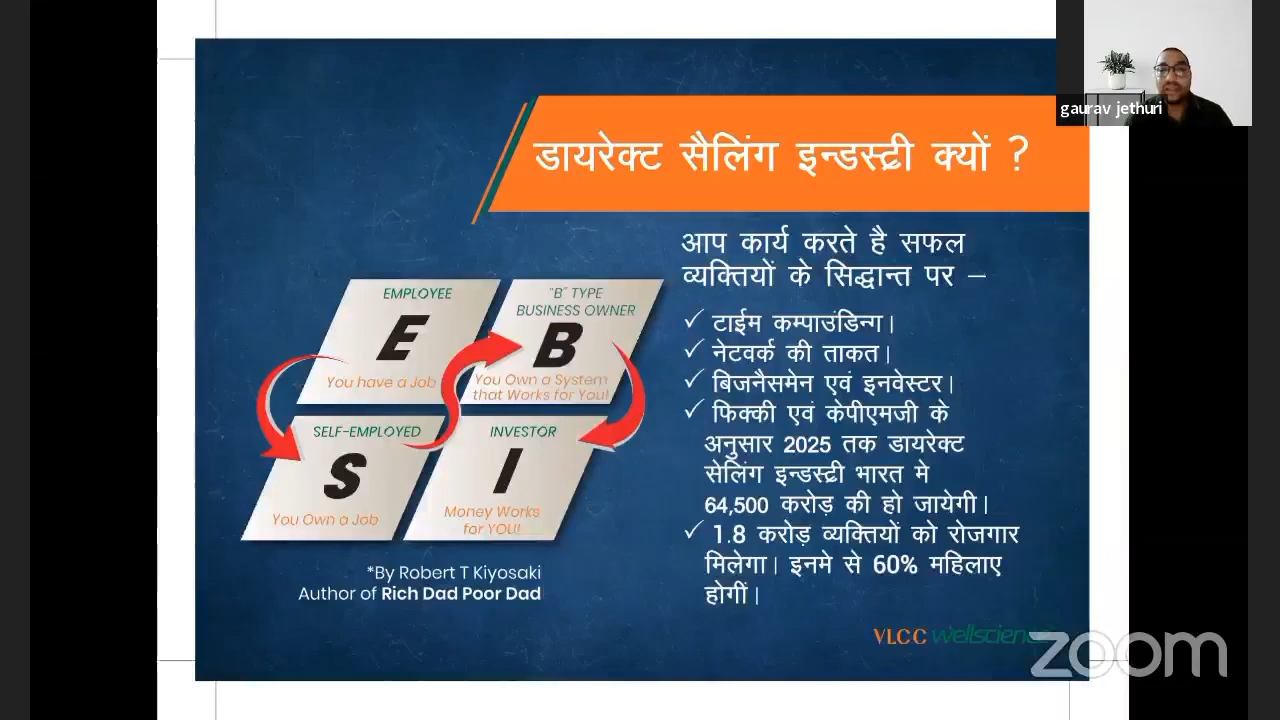 gaurav jethuri
डायरेक्ट सैलिंग इन्डस्ट्री क्यों ?
आप कार्य करते है सफल
व्यक्तियों के सिद्धान्त पर –
✓ टाईम कम्पाउंडिन्ग।
✓ नेटवर्क की ताकत।
✓ बिजनैसमेन एवं इनवेस्टर।
✓ फिक्की एवं केपीएमजी के
अनुसार 2025 तक डायरेक्ट
सेलिंग इन्डस्ट्री भारत मे
64,500 करोड़ की हो जायेगी।
✓ 1.8 करोड़ व्यक्तियों को रोजगार
मिलेगा। इनमे से 60% महिलाए
होगीं।
EMPLOYEE
E
You have a Job
"B" TYPE
BUSINESS OWNER
B
You Own a System
that Works for You!
SELF-EMPLOYED
S
You Own a Job
INVESTOR
I
Money Works
for YOU!
*By Robert T Kiyosaki
Author of Rich Dad Poor Dad
VLCC wellscience
zoom